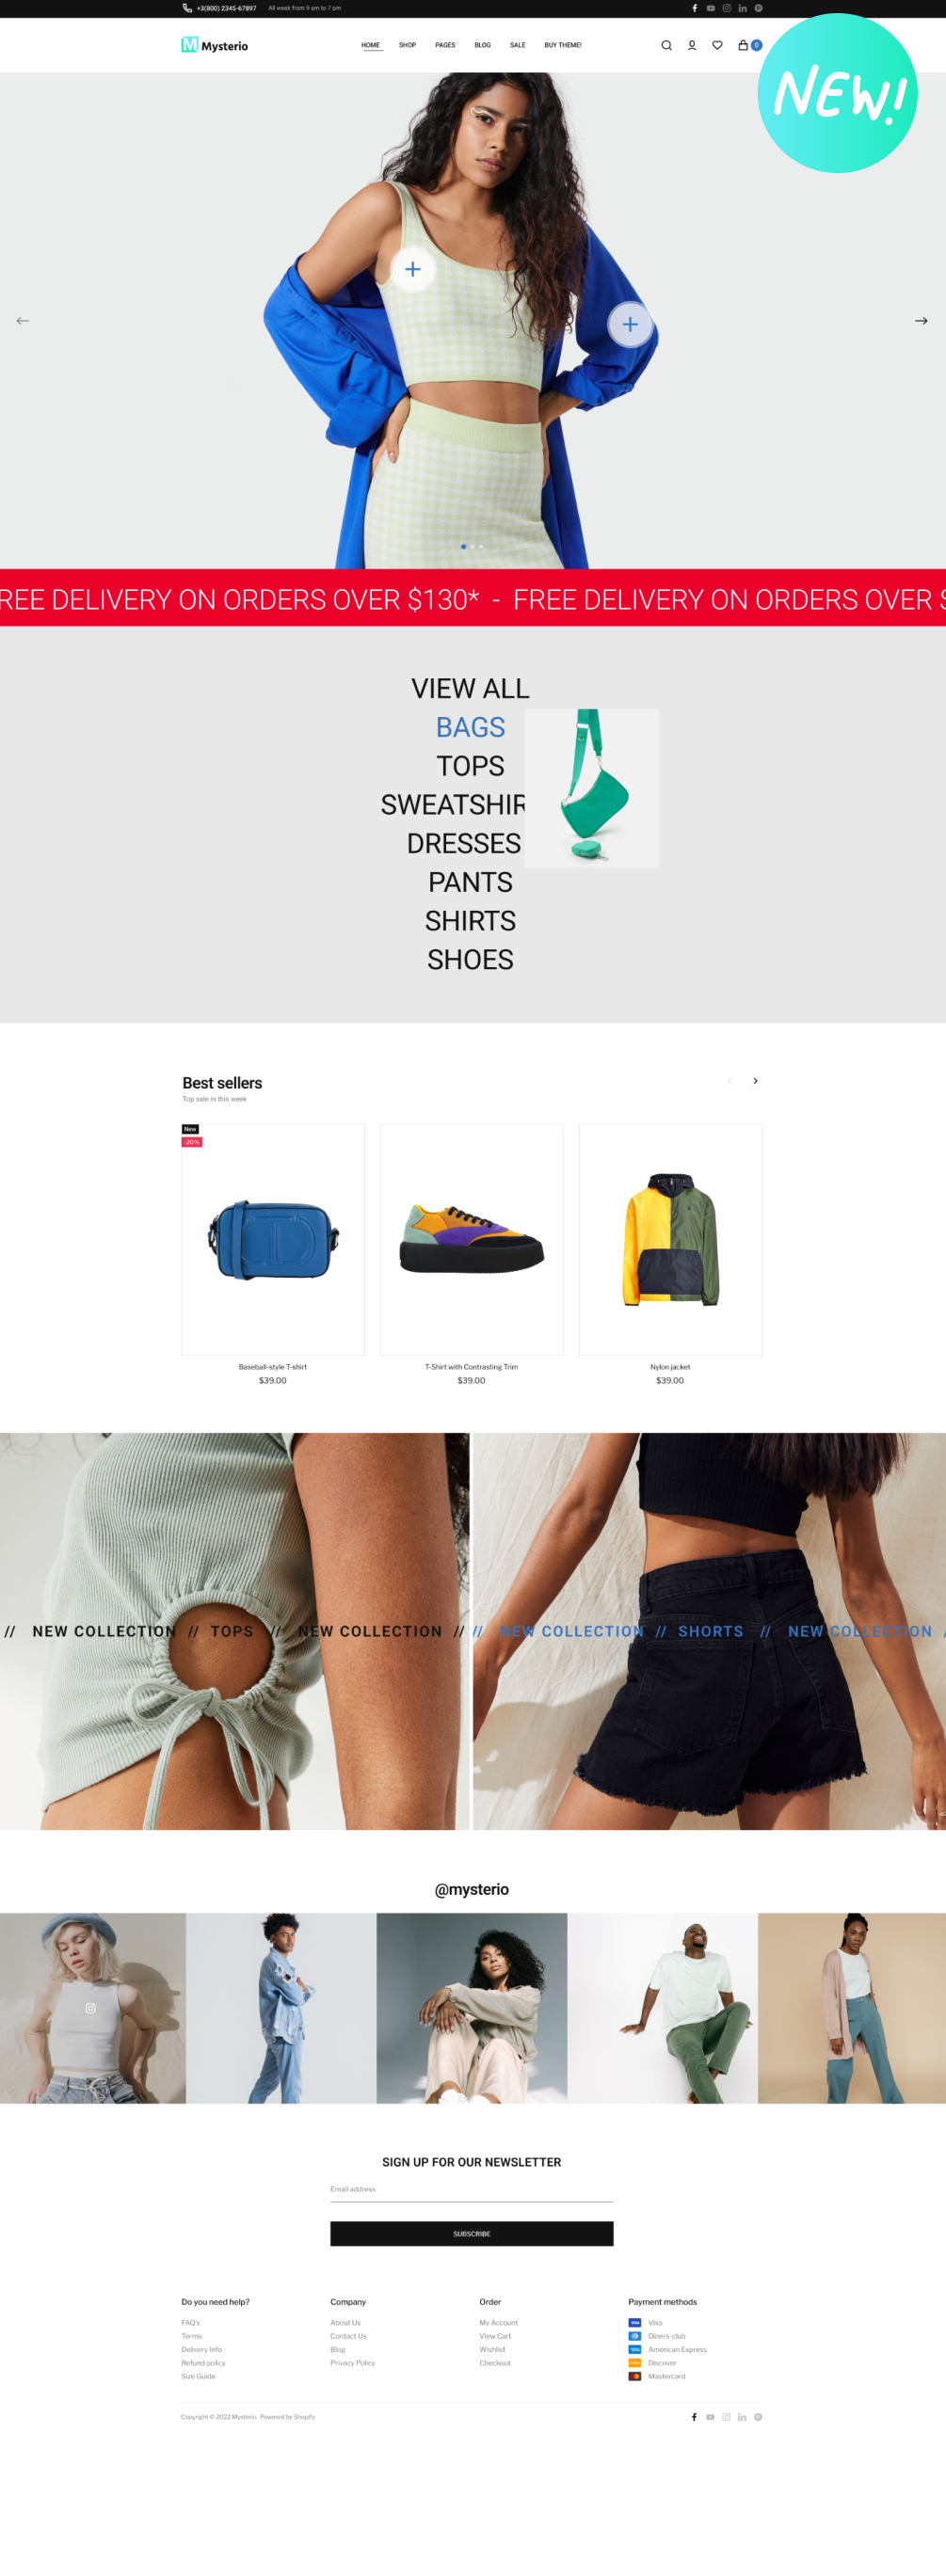 +3(800) 2345-67897 All week from 9 am to 7 pm
M Mysterio
HOME SHOP PAGES BLOG SALE BUY THEME! 0
NEW!
REE DELIVERY ON ORDERS OVER $130* - FREE DELIVERY ON ORDERS OVER $
VIEW ALL
BAGS
TOPS
SWEATSHIR
DRESSES
PANTS
SHIRTS
SHOES
Best sellers
Top sale in this week
New
-20%
Baseball-style T-shirt
$39.00
T-Shirt with Contrasting Trim
$39.00
Nylon jacket
$39.00
// NEW COLLECTION // TOPS // NEW COLLECTION //
// NEW COLLECTION // SHORTS // NEW COLLECTION /
@mysterio
SIGN UP FOR OUR NEWSLETTER
Email address
SUBSCRIBE
Do you need help?
FAQ's
Terms
Delivery Info
Refund policy
Size Guide
Company
About Us
Contact Us
Blog
Privacy Policy
Order
My Account
View Cart
Wishlist
Checkout
Payment methods
VISA Visa
Diners-club
American Express
Discover
Mastercard
Copyright © 2022 Mysterio. Powered by Shopify